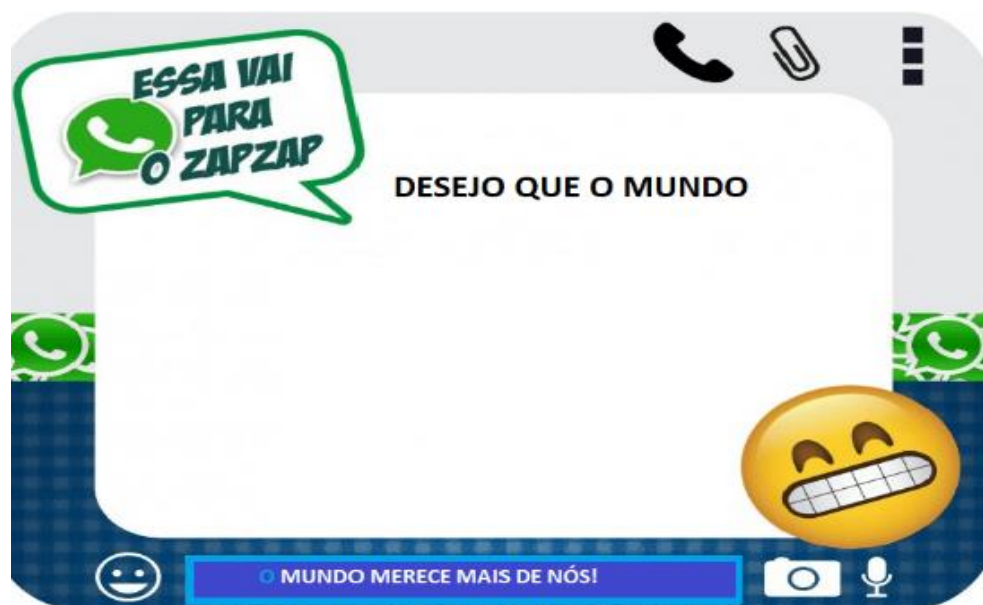 ESSA VAI
PARA
O ZAPZAP
DESEJO QUE O MUNDO
O MUNDO MERECE MAIS DE NÓS!